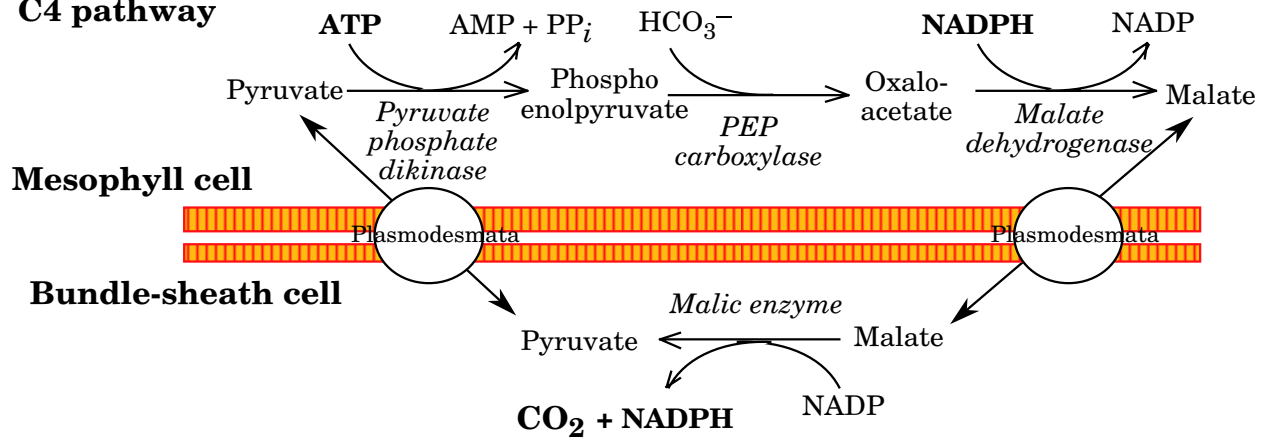 C4 pathway
ATP
AMP + PPi
HCO3−
NADPH
NADP
Pyruvate
Phospho
enolpyruvate
Oxalo-
acetate
Malate
Pyruvate
phosphate
dikinase
PEP
carboxylase
Malate
dehydrogenase
Mesophyll cell
Plasmodesmata
Plasmodesmata
Bundle-sheath cell
Malic enzyme
Pyruvate
Malate
CO2 + NADPH
NADP